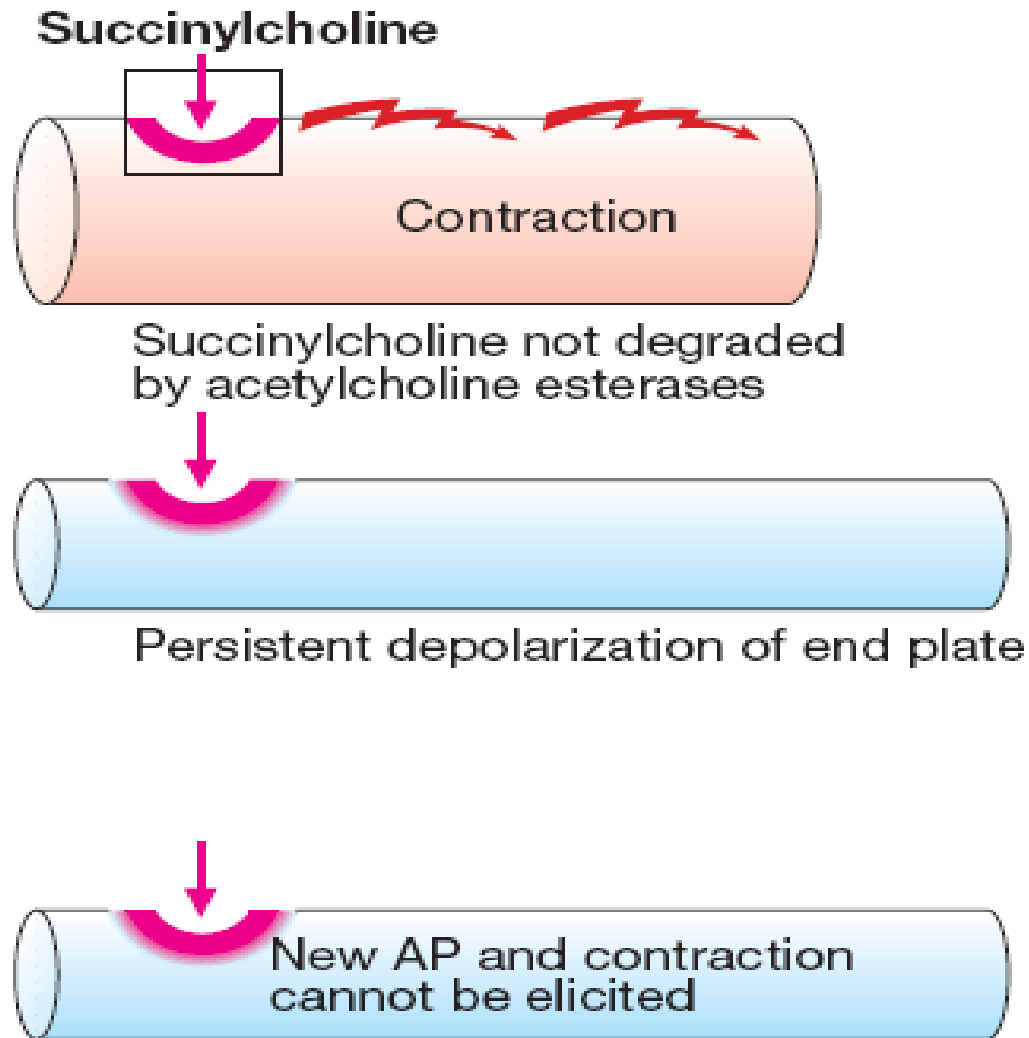 Succinylcholine
Contraction
Succinylcholine not degraded
by acetylcholine esterases
Persistent depolarization of end plate
New AP and contraction
cannot be elicited